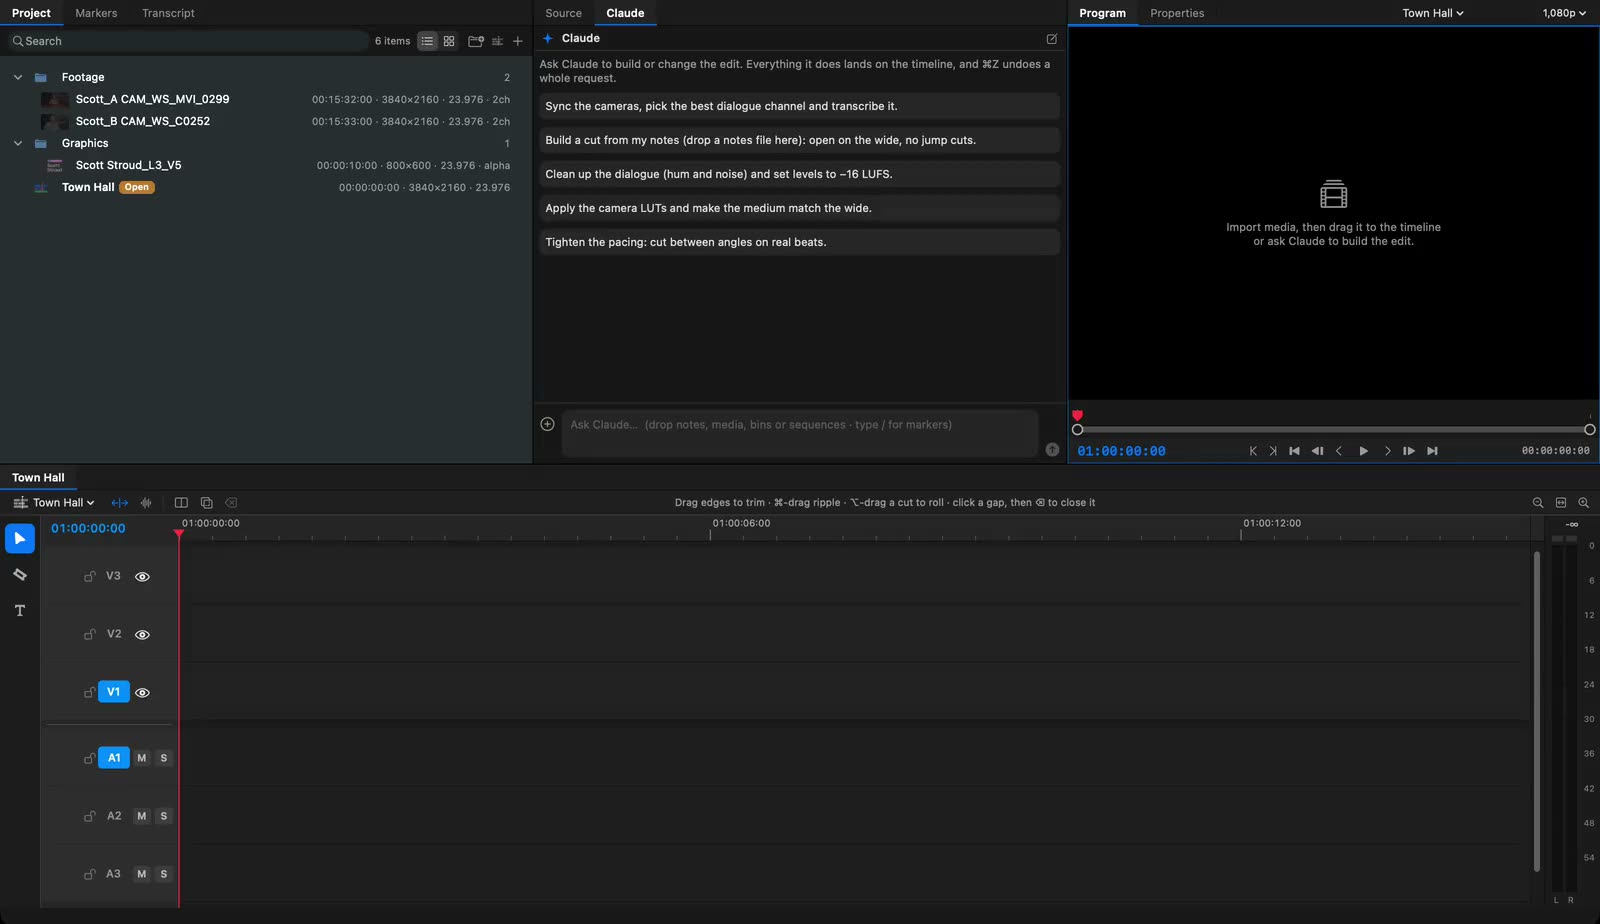 Project Markers Transcript
Search 6 items
Footage 2
Scott_A CAM_WS_MVI_0299 00:15:32:00 · 3840×2160 · 23.976 · 2ch
Scott_B CAM_WS_C0252 00:15:33:00 · 3840×2160 · 23.976 · 2ch
Graphics 1
Scott Stroud_L3_V5 00:00:10:00 · 800×600 · 23.976 · alpha
Town Hall Open 00:00:00:00 · 3840×2160 · 23.976
Source Claude
Claude
Ask Claude to build or change the edit. Everything it does lands on the timeline, and ⌘Z undoes a
whole request.
Sync the cameras, pick the best dialogue channel and transcribe it.
Build a cut from my notes (drop a notes file here): open on the wide, no jump cuts.
Clean up the dialogue (hum and noise) and set levels to −16 LUFS.
Apply the camera LUTs and make the medium match the wide.
Tighten the pacing: cut between angles on real beats.
Ask Claude... (drop notes, media, bins or sequences · type / for markers)
Program Properties Town Hall 1,080p
Import media, then drag it to the timeline
or ask Claude to build the edit.
01:00:00:00 00:00:00:00
Town Hall
Town Hall Drag edges to trim · ⌘-drag ripple · ⌥-drag a cut to roll · click a gap, then ⌫ to close it
01:00:00:00 01:00:00:00 01:00:06:00 01:00:12:00
T
V3
V2
V1
A1 M S
A2 M S
A3 M S
-∞
0
6
12
18
24
30
36
42
48
54
L R